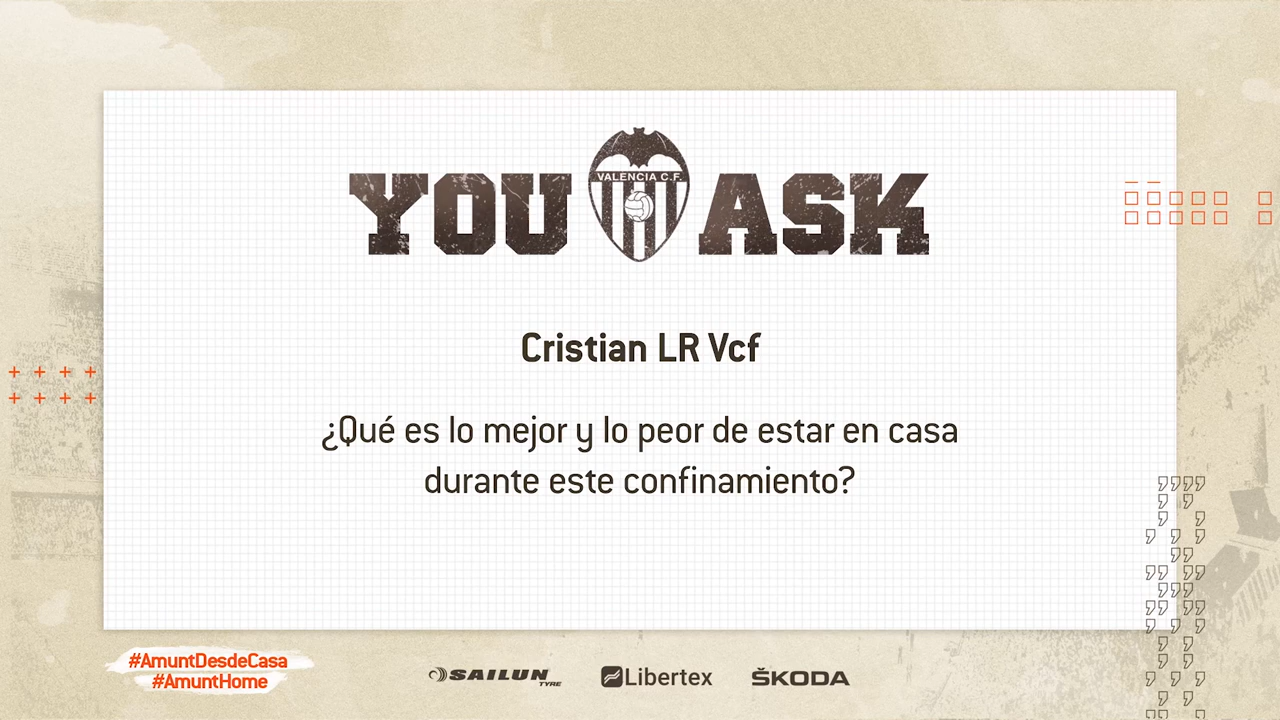 YOU ASK
VALENCIA C.F.
Cristian LR Vcf
¿Qué es lo mejor y lo peor de estar en casa
durante este confinamiento?
#AmuntDesdeCasa
#AmuntHome
SAILUN TYRE
Libertex
ŠKODA